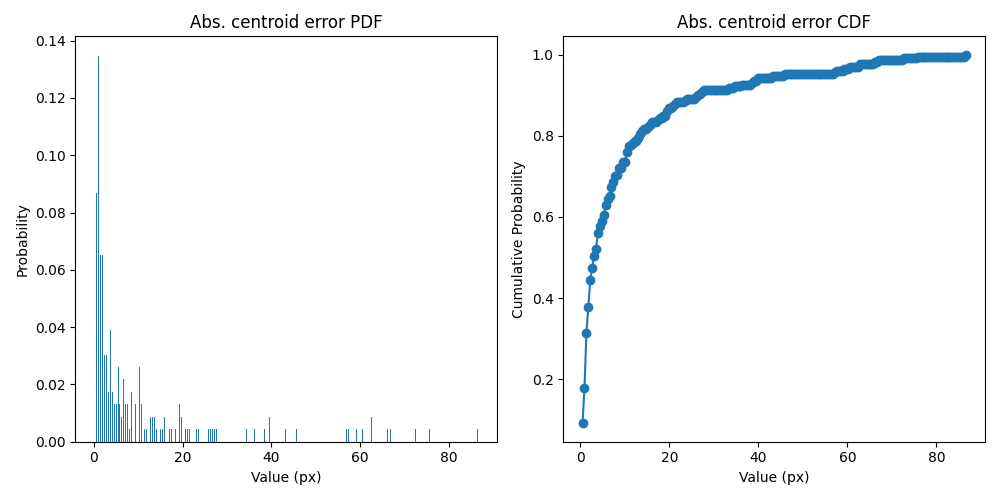 Abs. centroid error PDF
0.14
0.12
0.10
0.08
0.06
0.04
0.02
0.00
Probability
0 20 40 60 80
Value (px)
Abs. centroid error CDF
1.0
0.8
0.6
0.4
0.2
Cumulative Probability
0 20 40 60 80
Value (px)